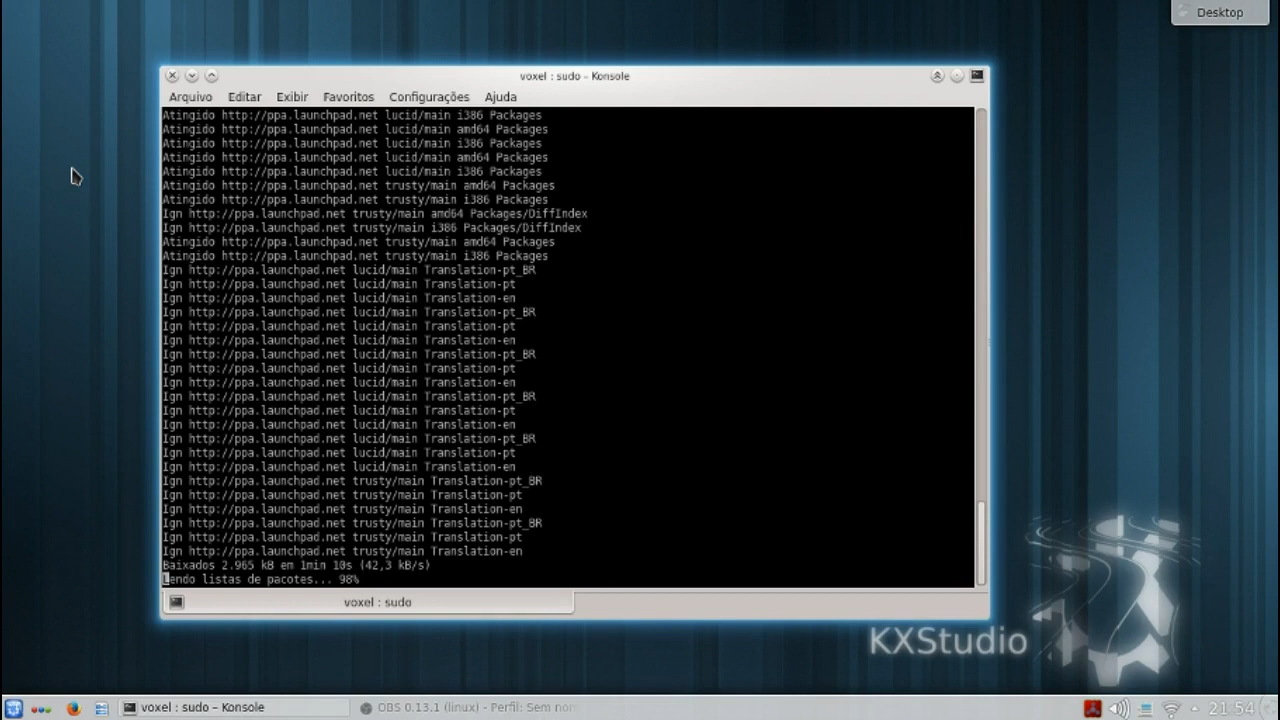 Desktop
voxel : sudo – Konsole
Arquivo Editar Exibir Favoritos Configurações Ajuda
Atingido http://ppa.launchpad.net lucid/main i386 Packages
Atingido http://ppa.launchpad.net lucid/main amd64 Packages
Atingido http://ppa.launchpad.net lucid/main i386 Packages
Atingido http://ppa.launchpad.net lucid/main amd64 Packages
Atingido http://ppa.launchpad.net lucid/main i386 Packages
Atingido http://ppa.launchpad.net trusty/main amd64 Packages
Atingido http://ppa.launchpad.net trusty/main i386 Packages
Ign http://ppa.launchpad.net trusty/main amd64 Packages/DiffIndex
Ign http://ppa.launchpad.net trusty/main i386 Packages/DiffIndex
Atingido http://ppa.launchpad.net trusty/main amd64 Packages
Atingido http://ppa.launchpad.net trusty/main i386 Packages
Ign http://ppa.launchpad.net lucid/main Translation-pt_BR
Ign http://ppa.launchpad.net lucid/main Translation-pt
Ign http://ppa.launchpad.net lucid/main Translation-en
Ign http://ppa.launchpad.net lucid/main Translation-pt_BR
Ign http://ppa.launchpad.net lucid/main Translation-pt
Ign http://ppa.launchpad.net lucid/main Translation-en
Ign http://ppa.launchpad.net lucid/main Translation-pt_BR
Ign http://ppa.launchpad.net lucid/main Translation-pt
Ign http://ppa.launchpad.net lucid/main Translation-en
Ign http://ppa.launchpad.net lucid/main Translation-pt_BR
Ign http://ppa.launchpad.net lucid/main Translation-pt
Ign http://ppa.launchpad.net lucid/main Translation-en
Ign http://ppa.launchpad.net lucid/main Translation-pt_BR
Ign http://ppa.launchpad.net lucid/main Translation-pt
Ign http://ppa.launchpad.net lucid/main Translation-en
Ign http://ppa.launchpad.net trusty/main Translation-pt_BR
Ign http://ppa.launchpad.net trusty/main Translation-pt
Ign http://ppa.launchpad.net trusty/main Translation-en
Ign http://ppa.launchpad.net trusty/main Translation-pt_BR
Ign http://ppa.launchpad.net trusty/main Translation-pt
Ign http://ppa.launchpad.net trusty/main Translation-en
Baixados 2.965 kB em 1min 10s (42,3 kB/s)
Lendo listas de pacotes... 98%
voxel : sudo
KXStudio
voxel : sudo – Konsole
OBS 0.13.1 (linux) - Perfil: Sem nom
21:54